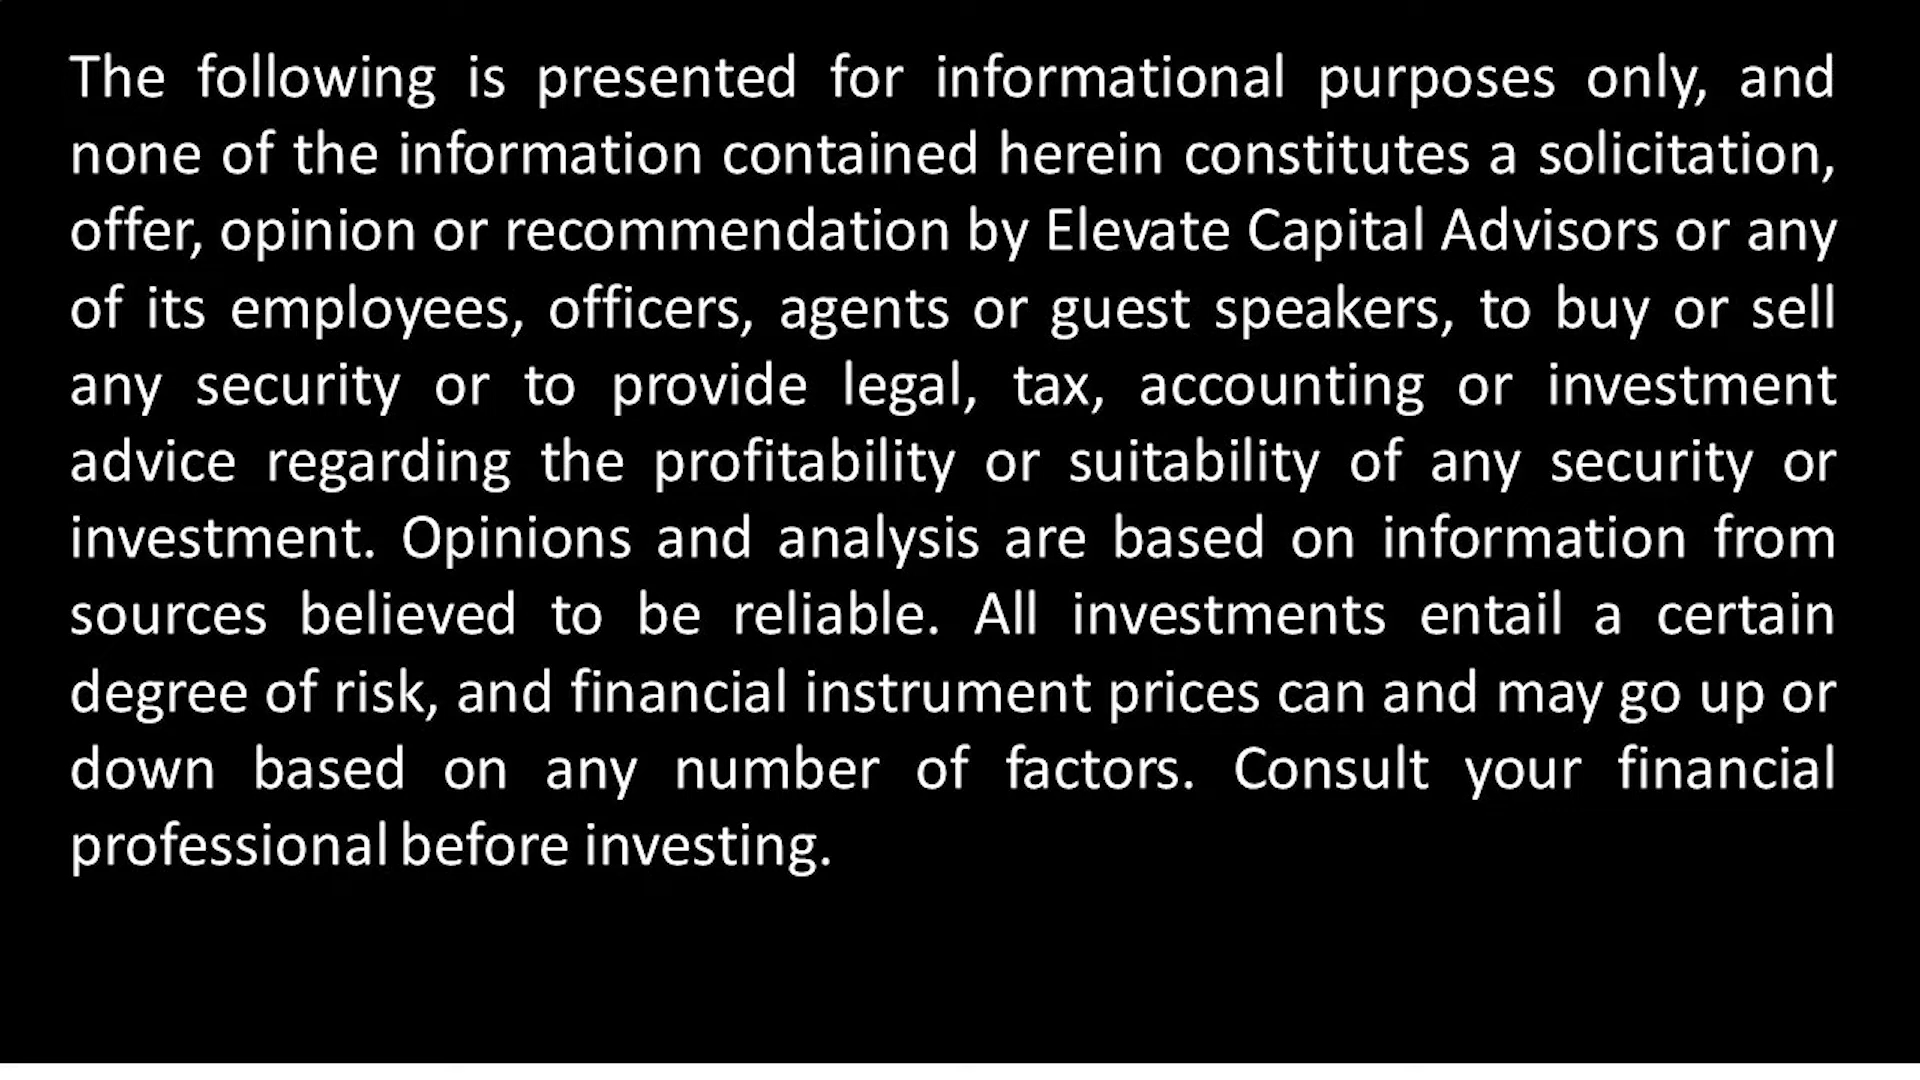 The following is presented for informational purposes only, and
none of the information contained herein constitutes a solicitation,
offer, opinion or recommendation by Elevate Capital Advisors or any
of its employees, officers, agents or guest speakers, to buy or sell
any security or to provide legal, tax, accounting or investment
advice regarding the profitability or suitability of any security or
investment. Opinions and analysis are based on information from
sources believed to be reliable. All investments entail a certain
degree of risk, and financial instrument prices can and may go up or
down based on any number of factors. Consult your financial
professional before investing.